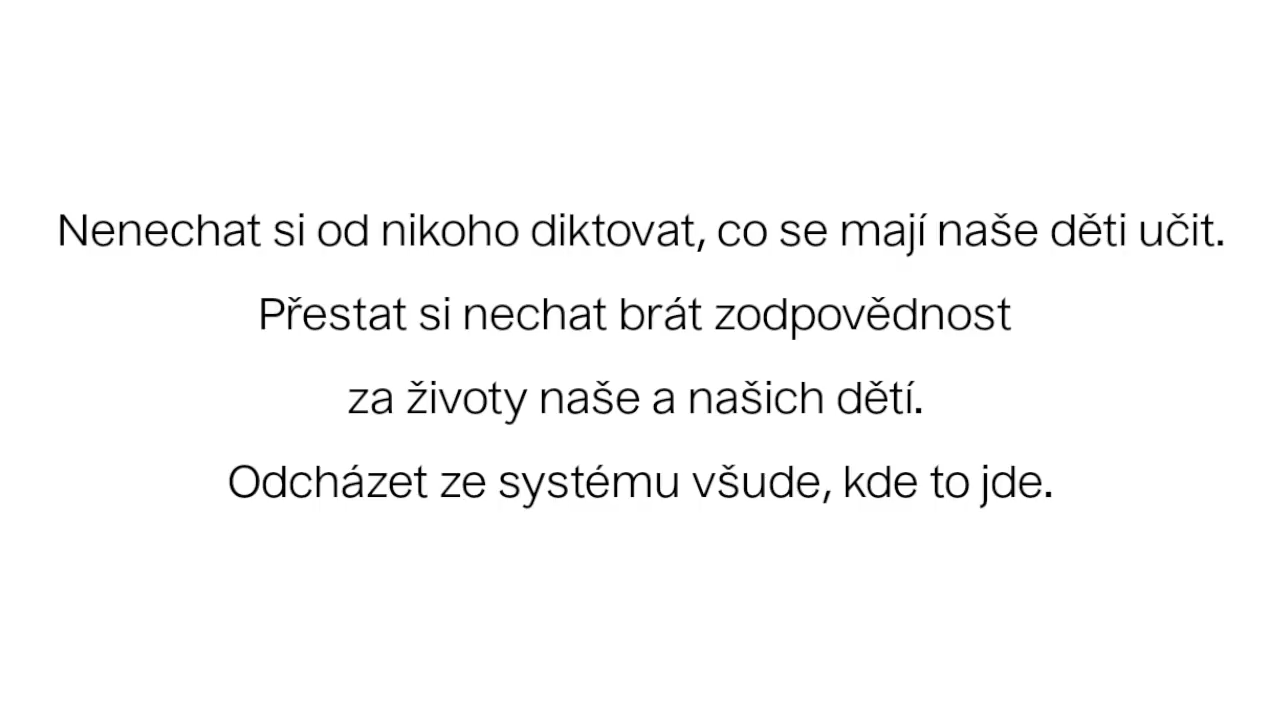 Nenechat si od nikoho diktovat, co se mají naše děti učit.
Přestat si nechat brát zodpovědnost
za životy naše a našich dětí.
Odcházet ze systému všude, kde to jde.